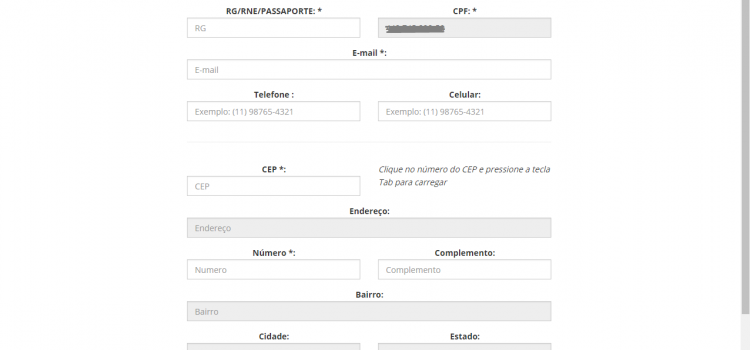 RG/RNE/PASSAPORTE: * CPF: *
RG
E-mail *:
E-mail
Telefone : Celular:
Exemplo: (11) 98765-4321 Exemplo: (11) 98765-4321
CEP *: Clique no número do CEP e pressione a tecla
Tab para carregar
CEP
Endereço:
Endereço
Número *: Complemento:
Numero Complemento
Bairro:
Bairro
Cidade: Estado: